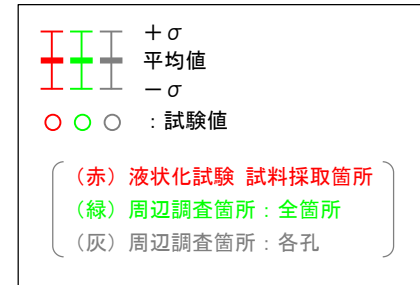 +σ
平均値
−σ
：試験値
（赤）液状化試験 試料採取箇所
（緑）周辺調査箇所：全箇所
（灰）周辺調査箇所：各孔